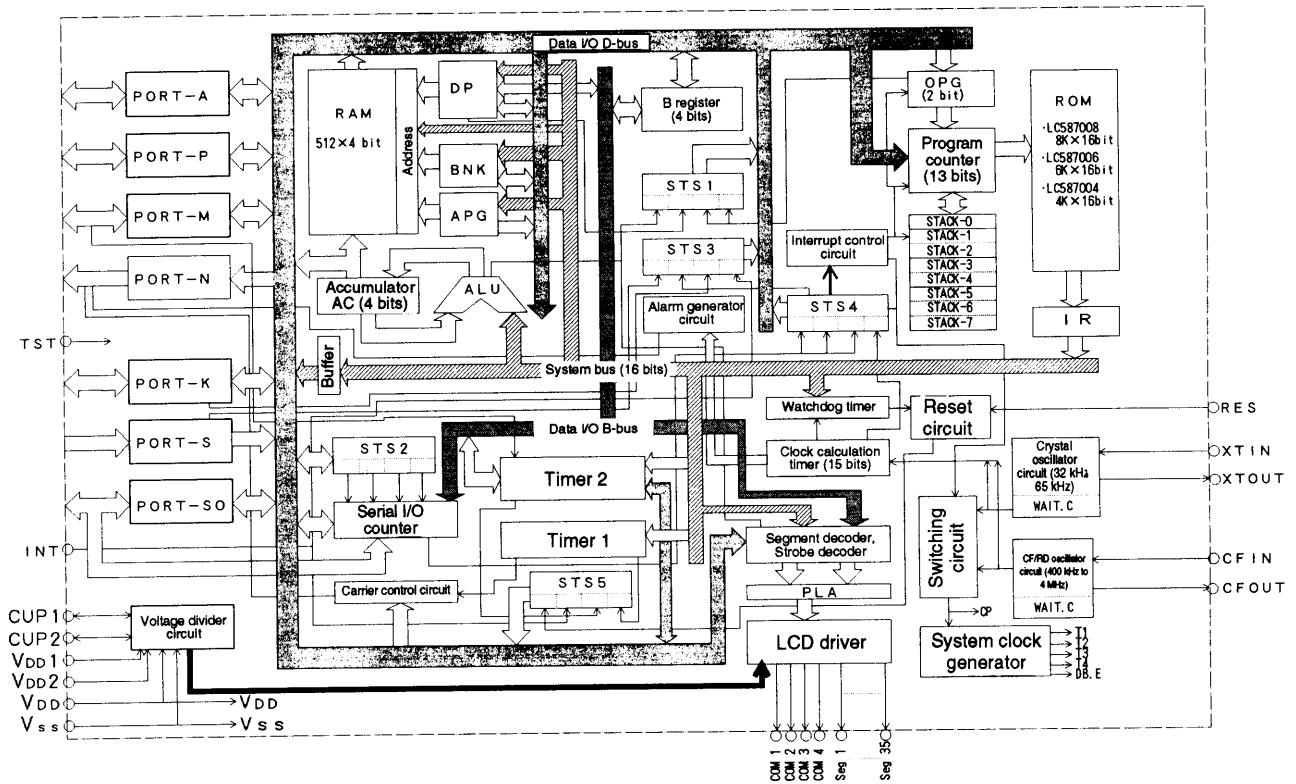 Data I/O D-bus
PORT-A
PORT-P
PORT-M
PORT-N
TST
PORT-K
PORT-S
PORT-SO
INT
CUP1
CUP2
VDD1
VDD2
VDD
Vss
Voltage divider
circuit
VDD
VSS
RAM
512×4 bit
Address
DP
BNK
APG
Accumulator
AC (4 bits)
ALU
Buffer
System bus (16 bits)
B register
(4 bits)
STS1
STS3
Alarm generator
circuit
Interrupt control
circuit
STS4
OPG
(2 bit)
Program
counter
(13 bits)
STACK-0
STACK-1
STACK-2
STACK-3
STACK-4
STACK-5
STACK-6
STACK-7
ROM
·LC587008
8K×16bit
·LC587006
6K×16bit
·LC587004
4K×16bit
IR
Data I/O B-bus
STS2
Serial I/O
counter
Timer 2
Timer 1
Carrier control circuit
STS5
Watchdog timer
Reset
circuit
Clock calculation
timer (15 bits)
Segment decoder,
Strobe decoder
PLA
LCD driver
Switching
circuit
Crystal
oscillator
circuit (32 kHz
65 kHz)
WAIT.C
CF/RD oscillator
circuit (400 kHz to
4 MHz)
WAIT.C
CP
System clock
generator
T1
T2
T3
T4
DB.E
RES
XTIN
XTOUT
CFIN
CFOUT
COM 1
COM 2
COM 3
COM 4
Seg 1
Seg 35